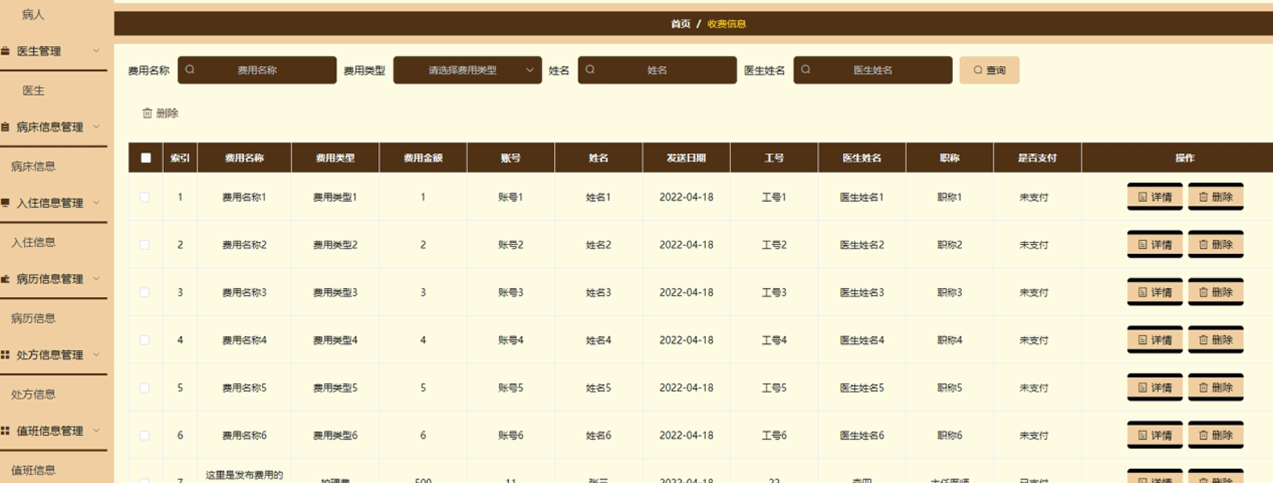 病人
医生管理
医生
病床信息管理
病床信息
入住信息管理
入住信息
病历信息管理
病历信息
处方信息管理
处方信息
值班信息管理
值班信息
首页 / 收费信息
费用名称 费用名称 费用类型 请选择费用类型 姓名 姓名 医生姓名 医生姓名 查询
删除
索引 费用名称 费用类型 费用金额 账号 姓名 发送日期 工号 医生姓名 职称 是否支付 操作
1 费用名称1 费用类型1 1 账号1 姓名1 2022-04-18 工号1 医生姓名1 职称1 未支付 详情 删除
2 费用名称2 费用类型2 2 账号2 姓名2 2022-04-18 工号2 医生姓名2 职称2 未支付 详情 删除
3 费用名称3 费用类型3 3 账号3 姓名3 2022-04-18 工号3 医生姓名3 职称3 未支付 详情 删除
4 费用名称4 费用类型4 4 账号4 姓名4 2022-04-18 工号4 医生姓名4 职称4 未支付 详情 删除
5 费用名称5 费用类型5 5 账号5 姓名5 2022-04-18 工号5 医生姓名5 职称5 未支付 详情 删除
6 费用名称6 费用类型6 6 账号6 姓名6 2022-04-18 工号6 医生姓名6 职称6 未支付 详情 删除
这里是发布费用的
7 护理费 500 11 张三 2022-04-18 22 主任医师 已支付 详情 删除